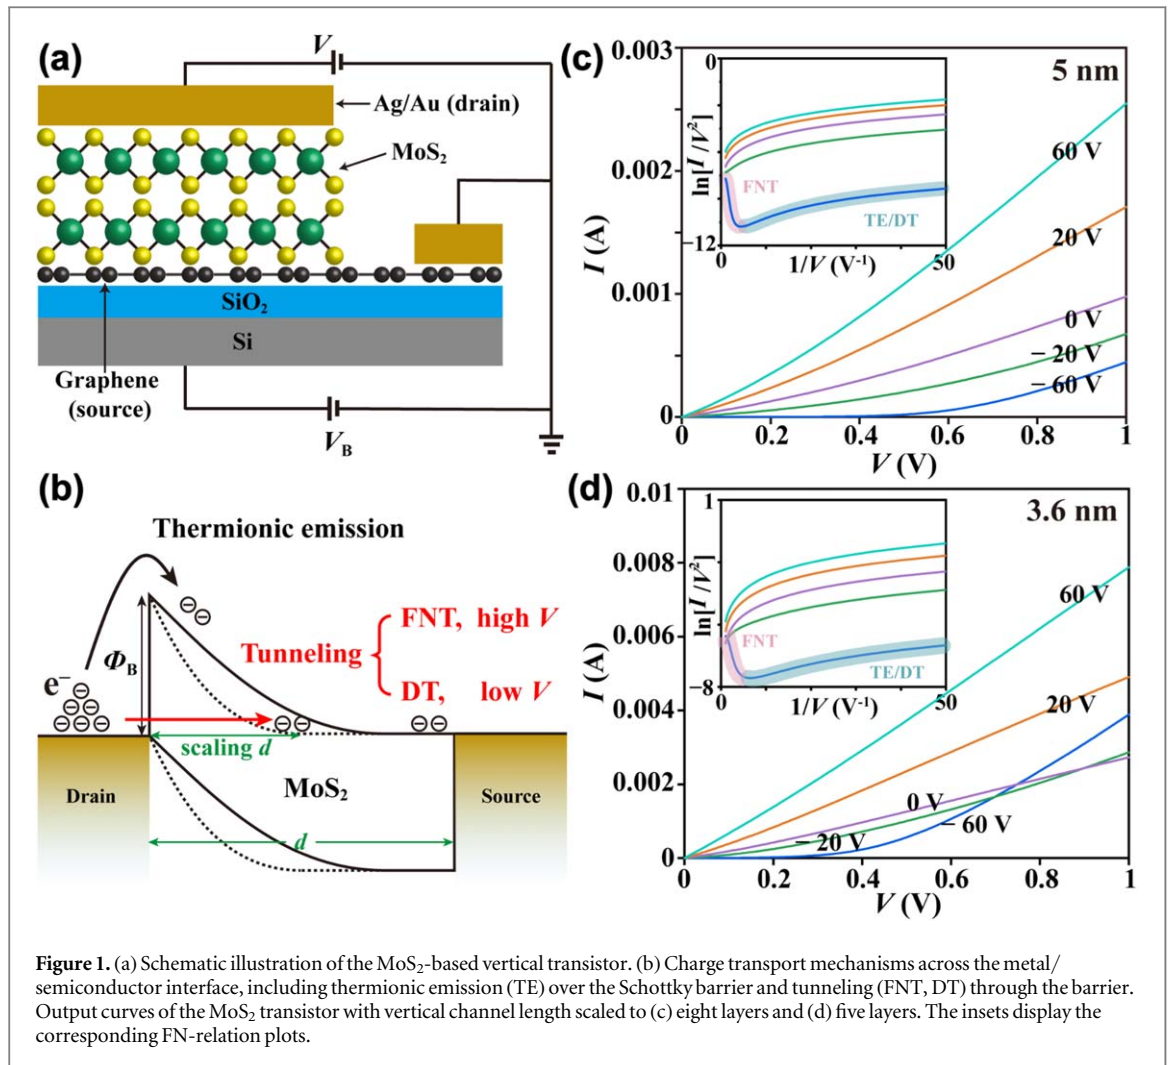 (a)
V
Ag/Au (drain)
MoS₂
SiO₂
Si
Graphene
(source)
V_B
(b)
Thermionic emission
FNT, high V
Tunneling
DT, low V
Φ_B
e⁻
scaling d
MoS₂
Drain
Source
d
(c)
0.003
5 nm
0
ln[I/V²]
FNT
TE/DT
−12
0
1/V (V⁻¹)
50
60 V
0.002
I (A)
20 V
0.001
0 V
− 20 V
− 60 V
0
0
0.2
0.4
0.6
0.8
1
V (V)
(d)
0.01
3.6 nm
1
ln[I/V²]
FNT
TE/DT
−8
0
1/V (V⁻¹)
50
0.008
60 V
0.006
I (A)
20 V
0.004
0.002
0 V
− 60 V
− 20 V
0
0
0.2
0.4
0.6
0.8
1
V (V)
Figure 1. (a) Schematic illustration of the MoS₂-based vertical transistor. (b) Charge transport mechanisms across the metal/
semiconductor interface, including thermionic emission (TE) over the Schottky barrier and tunneling (FNT, DT) through the barrier.
Output curves of the MoS₂ transistor with vertical channel length scaled to (c) eight layers and (d) five layers. The insets display the
corresponding FN-relation plots.